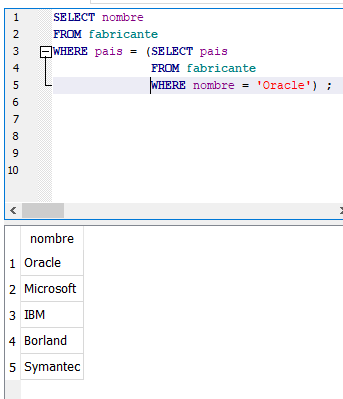 1 SELECT nombre
2 FROM fabricante
3 WHERE pais = (SELECT pais
4 FROM fabricante
5 WHERE nombre = 'Oracle') ;
6
7
8
9
10
nombre
1 Oracle
2 Microsoft
3 IBM
4 Borland
5 Symantec